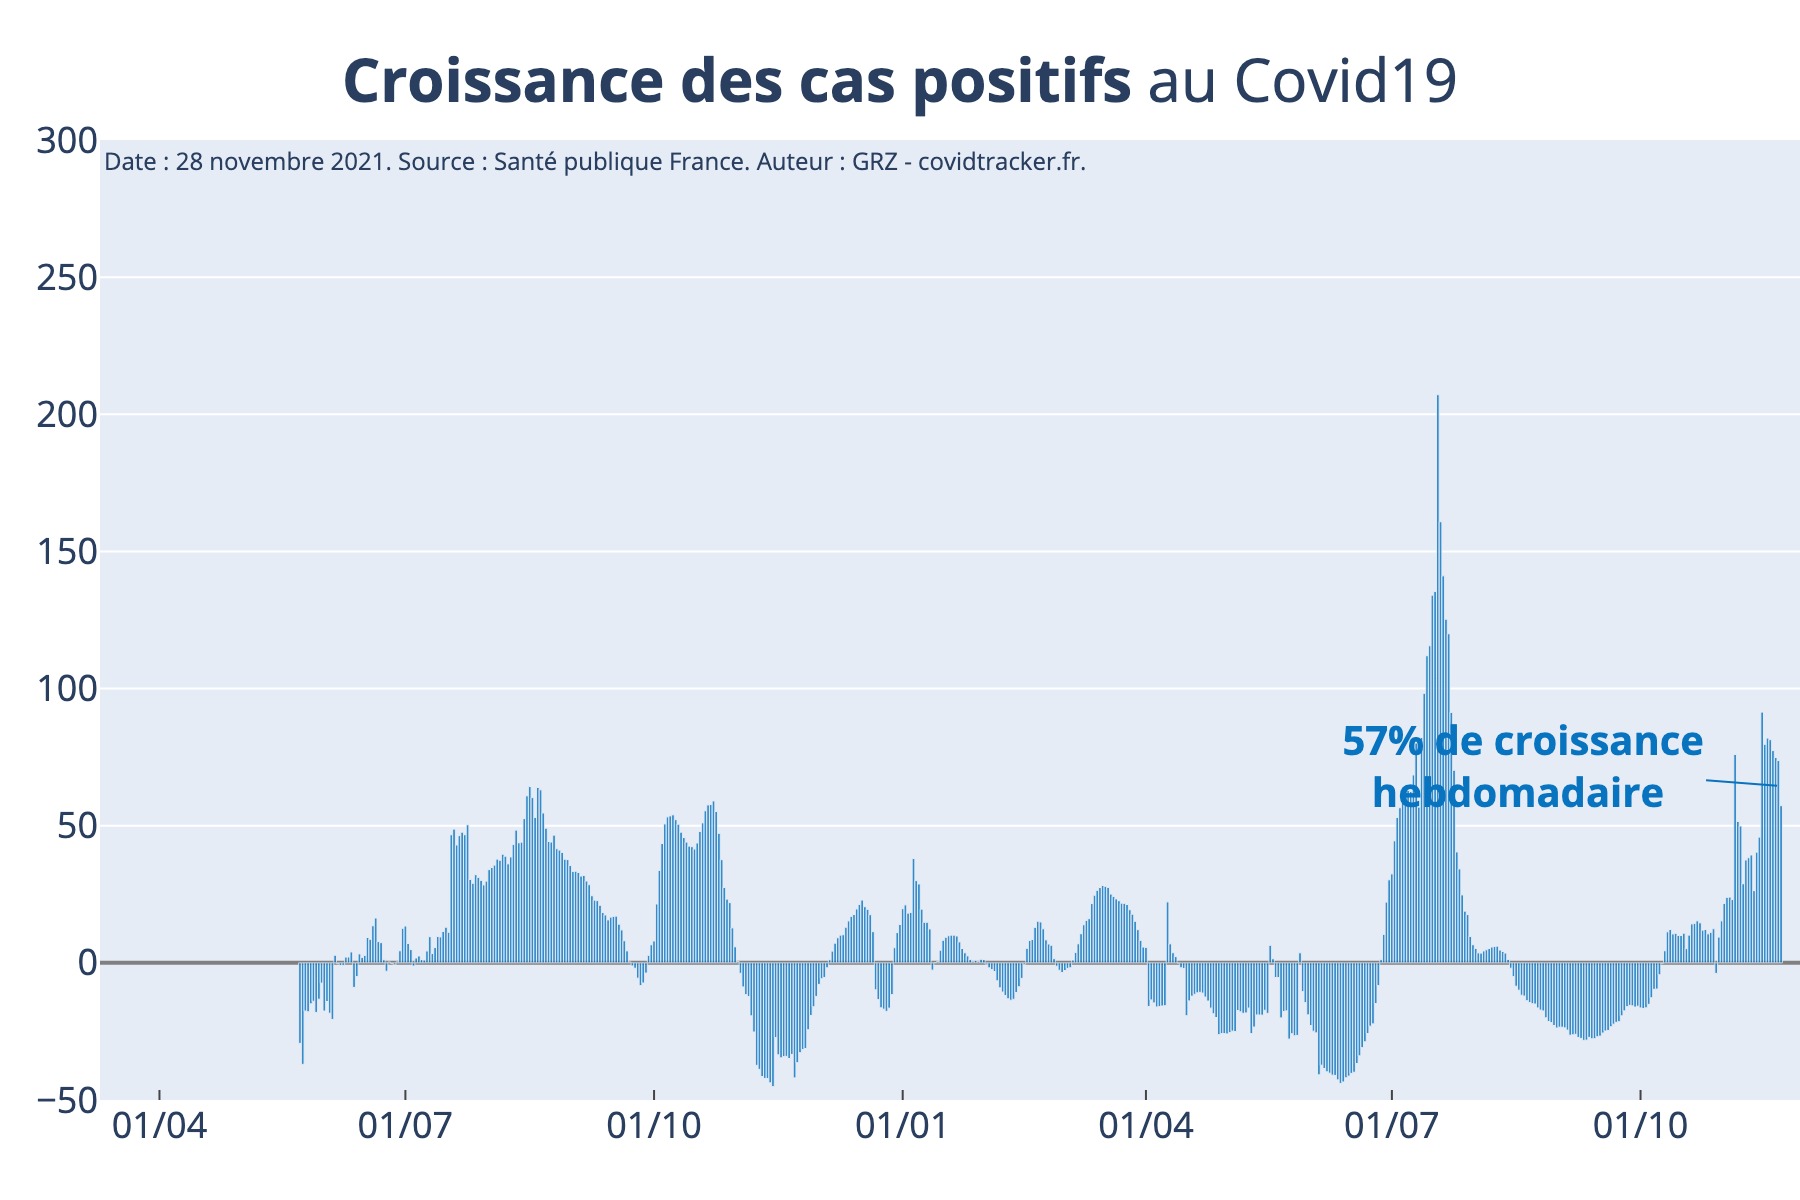 Croissance des cas positifs au Covid19
300
Date : 28 novembre 2021. Source : Santé publique France. Auteur : GRZ - covidtracker.fr.
250
200
150
100
57% de croissance
hebdomadaire
50
0
−50
01/04 01/07 01/10 01/01 01/04 01/07 01/10